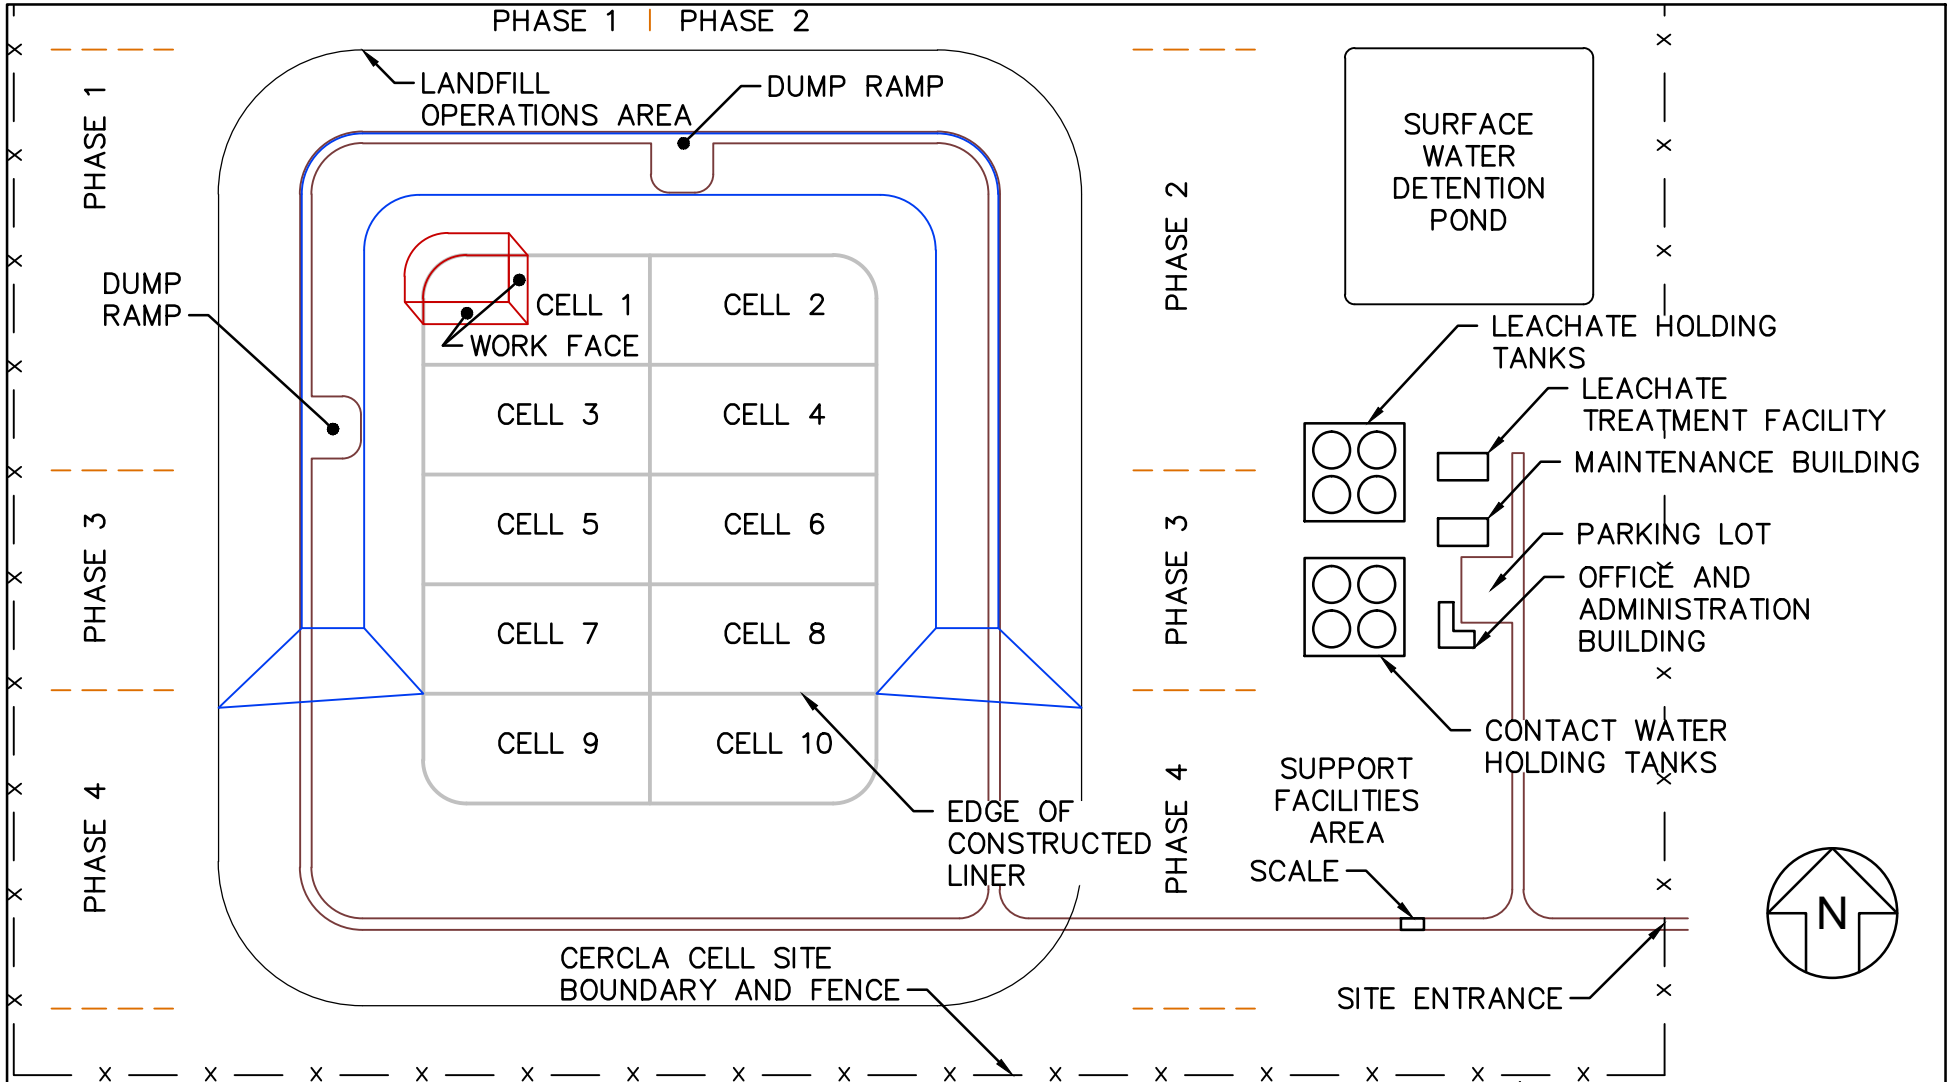 PHASE 1 | PHASE 2
LANDFILL
OPERATIONS AREA
DUMP RAMP
PHASE 1
PHASE 2
SURFACE
WATER
DETENTION
POND
DUMP
RAMP
CELL 1
CELL 2
WORK FACE
CELL 3
CELL 4
CELL 5
CELL 6
CELL 7
CELL 8
CELL 9
CELL 10
LEACHATE HOLDING
TANKS
LEACHATE
TREATMENT FACILITY
MAINTENANCE BUILDING
PARKING LOT
OFFICE AND
ADMINISTRATION
BUILDING
PHASE 3
PHASE 3
CONTACT WATER
HOLDING TANKS
PHASE 4
PHASE 4
SUPPORT
FACILITIES
AREA
EDGE OF
CONSTRUCTED
LINER
SCALE
N
CERCLA CELL SITE
BOUNDARY AND FENCE
SITE ENTRANCE